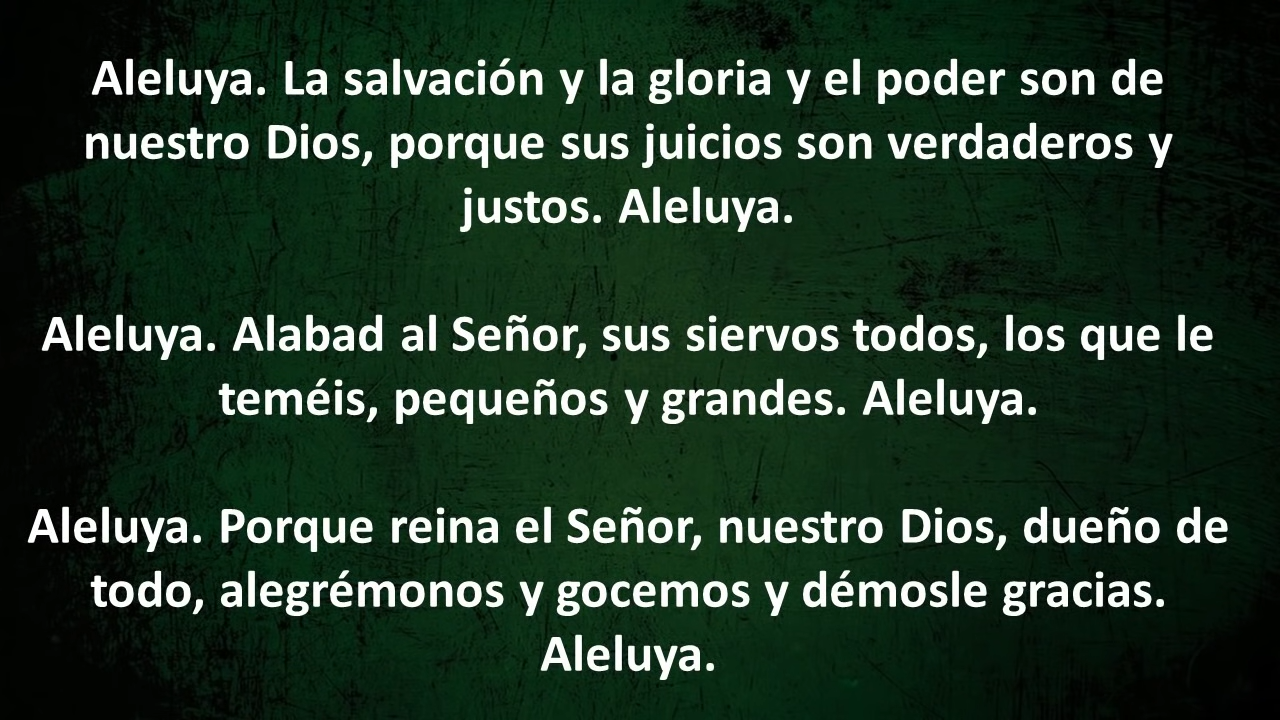 Aleluya. La salvación y la gloria y el poder son de
nuestro Dios, porque sus juicios son verdaderos y
justos. Aleluya.
Aleluya. Alabad al Señor, sus siervos todos, los que le
teméis, pequeños y grandes. Aleluya.
Aleluya. Porque reina el Señor, nuestro Dios, dueño de
todo, alegrémonos y gocemos y démosle gracias.
Aleluya.